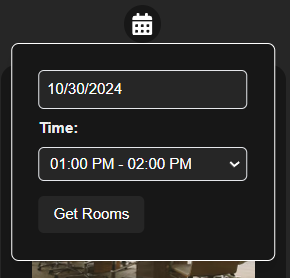 10/30/2024
Time:
01:00 PM - 02:00 PM
Get Rooms